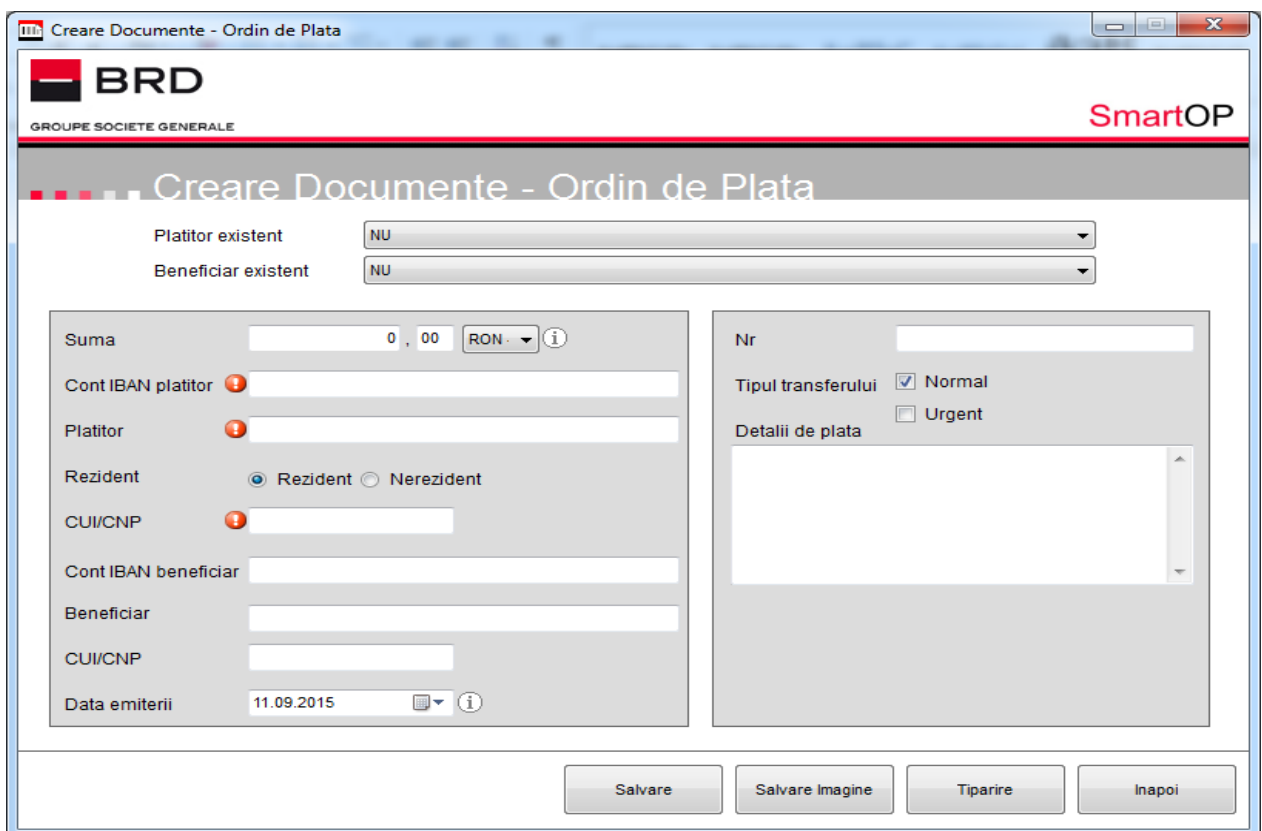 Creare Documente - Ordin de Plata
BRD
GROUPE SOCIETE GENERALE
SmartOP
Creare Documente - Ordin de Plata
Platitor existent NU
Beneficiar existent NU
Suma 0 , 00 RON
Cont IBAN platitor
Platitor
Rezident Rezident Nerezident
CUI/CNP
Cont IBAN beneficiar
Beneficiar
CUI/CNP
Data emiterii 11.09.2015
Nr
Tipul transferului Normal
Urgent
Detalii de plata
Salvare Salvare Imagine Tiparire Inapoi